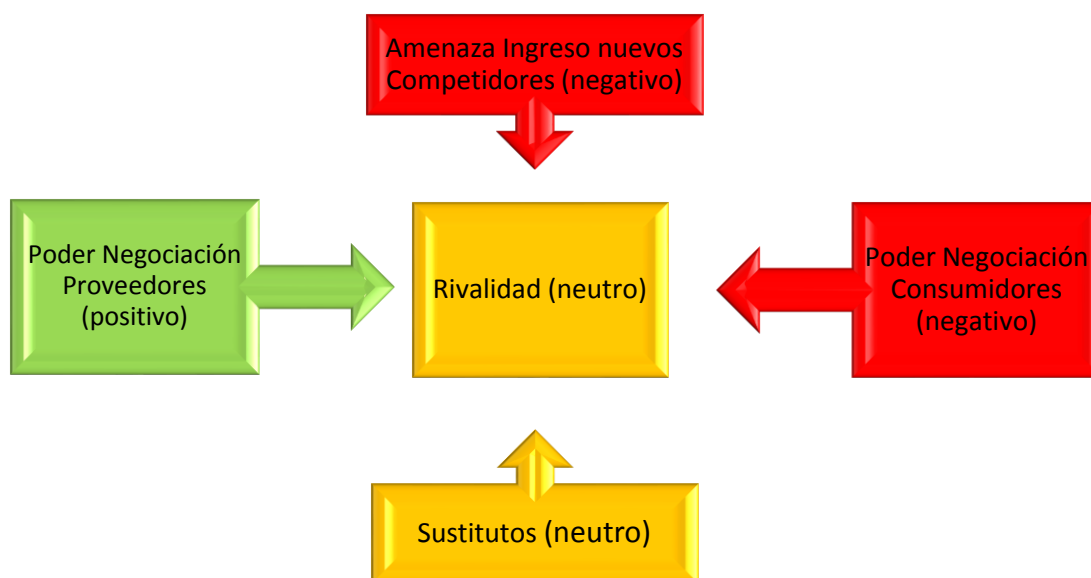 Amenaza Ingreso nuevos
Competidores (negativo)
Poder Negociación
Proveedores
(positivo)
Rivalidad (neutro)
Poder Negociación
Consumidores
(negativo)
Sustitutos (neutro)